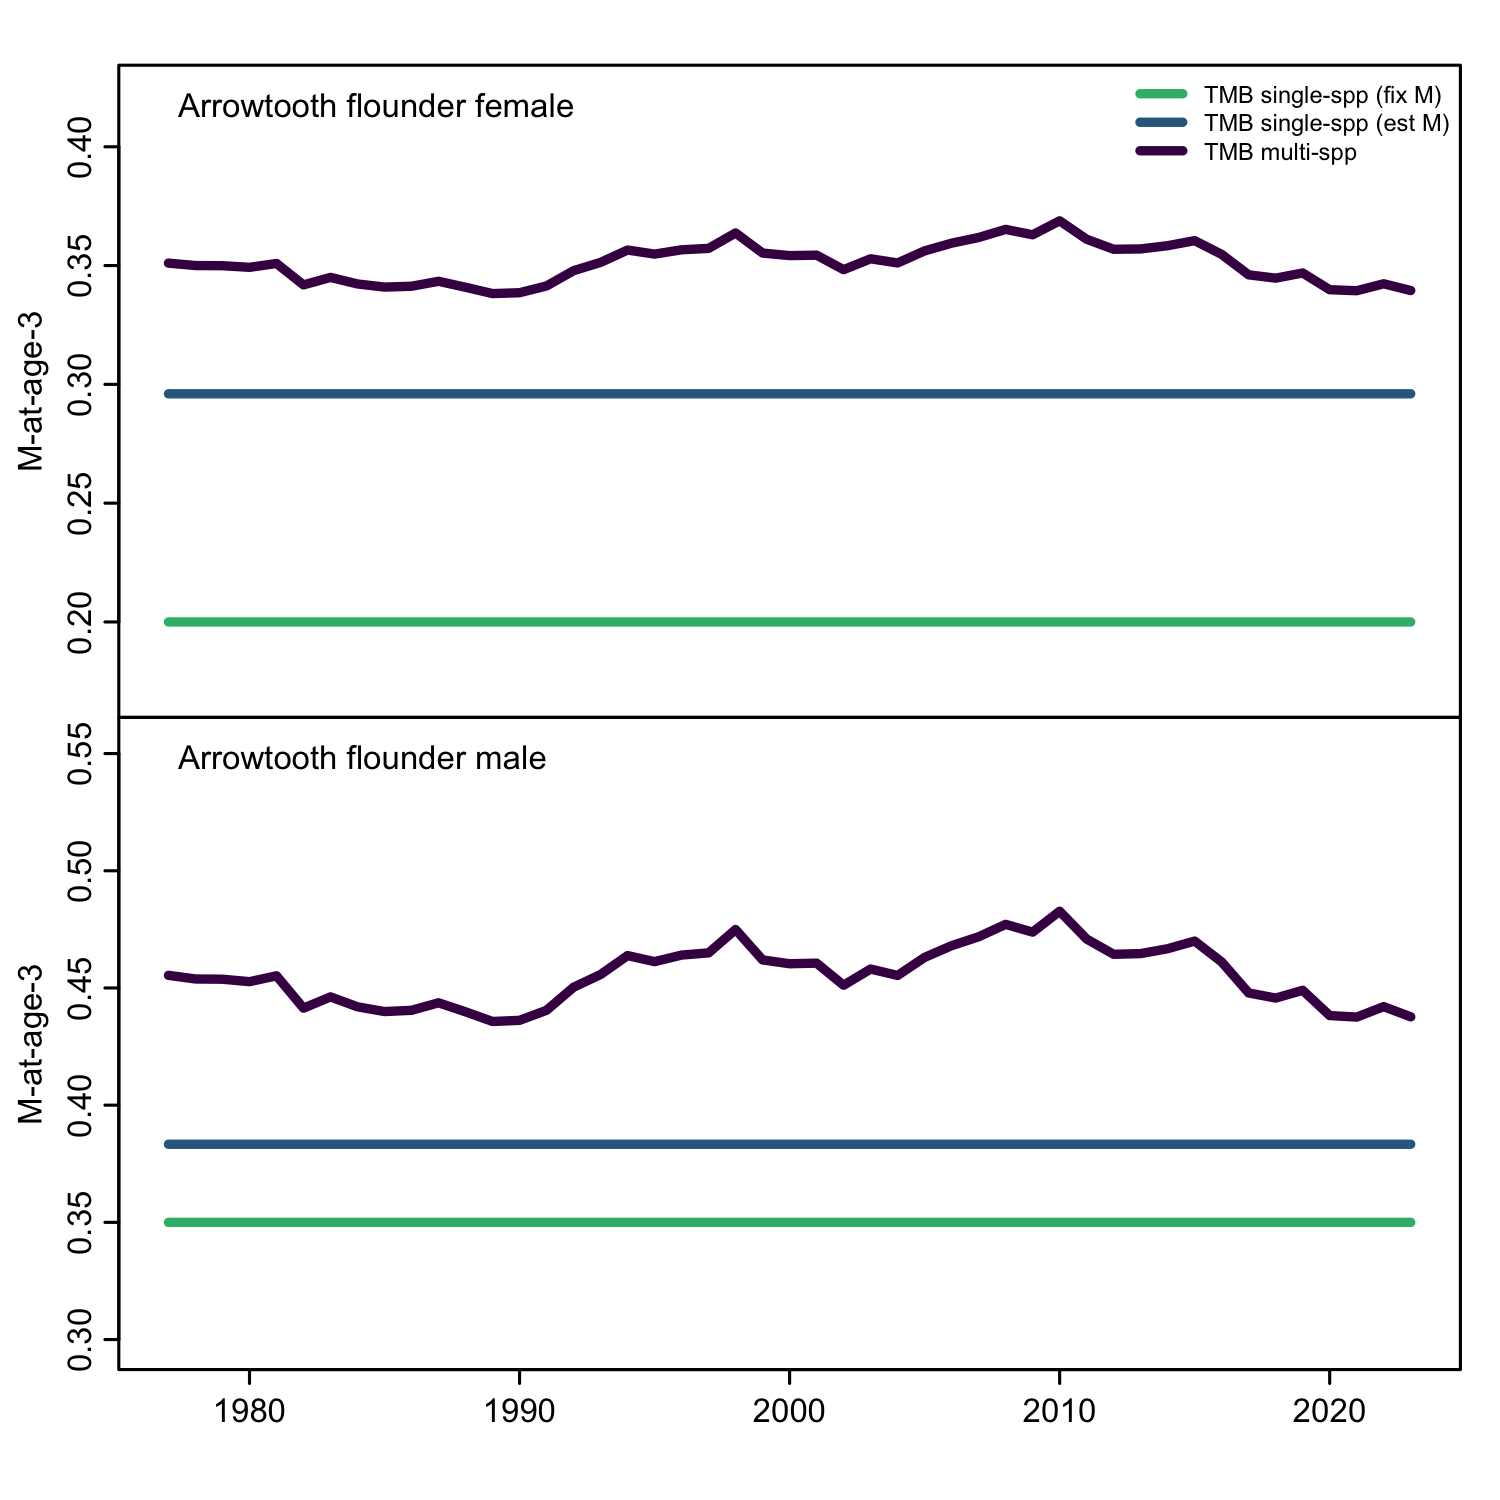 Arrowtooth flounder female
TMB single-spp (fix M)
TMB single-spp (est M)
TMB multi-spp
M-at-age-3
0.40
0.35
0.30
0.25
0.20
Arrowtooth flounder male
M-at-age-3
0.55
0.50
0.45
0.40
0.35
0.30
1980 1990 2000 2010 2020